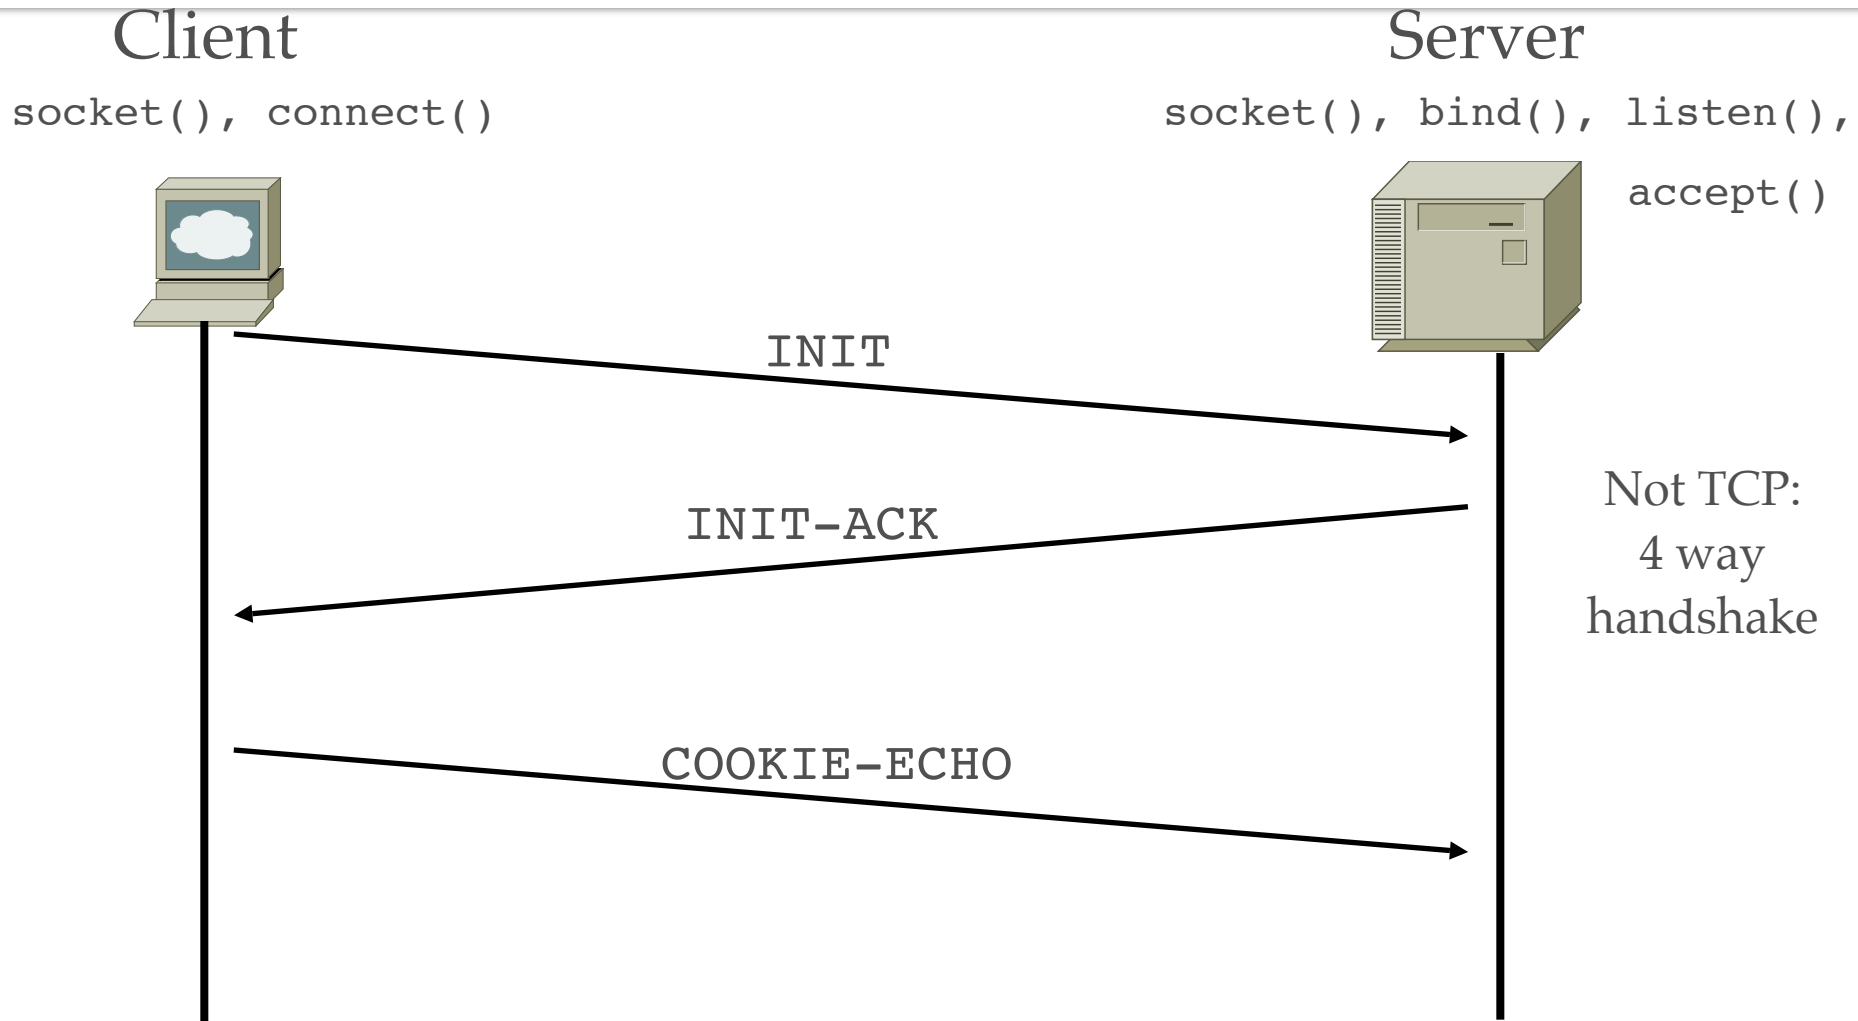 Client
Server
socket(), connect()
socket(), bind(), listen(),
accept()
INIT
INIT-ACK
Not TCP:
4 way
handshake
COOKIE-ECHO